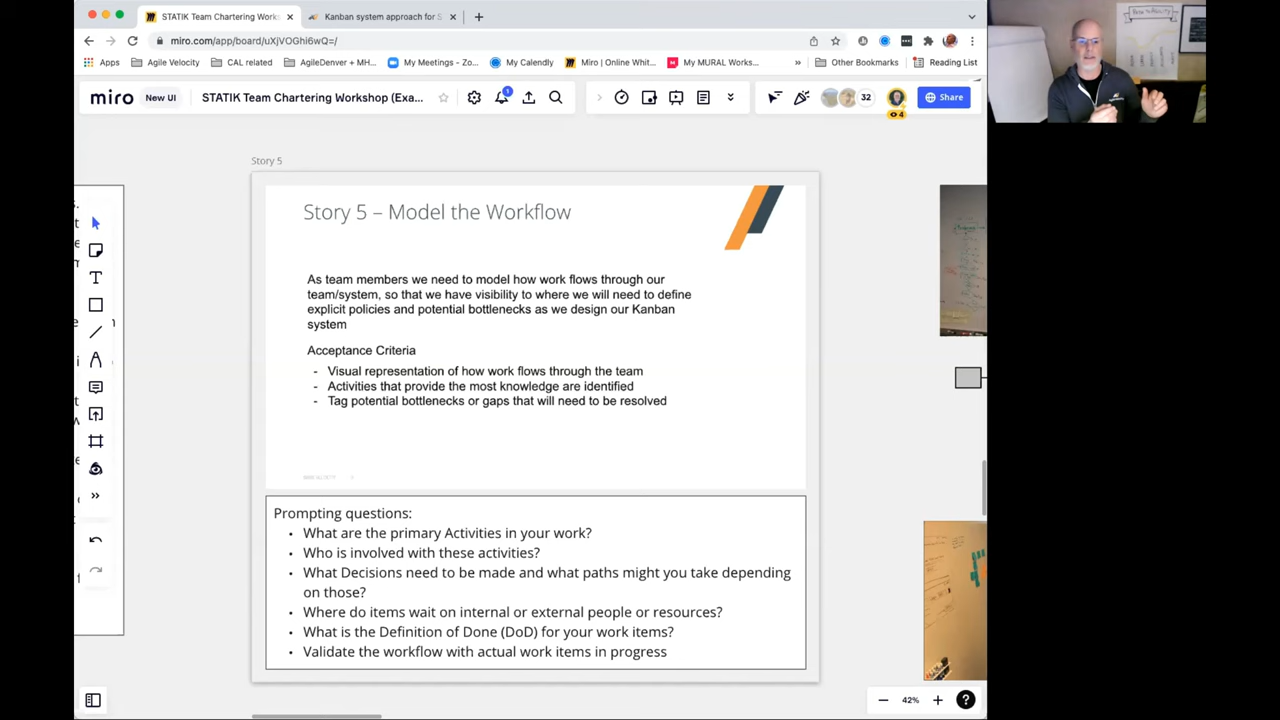 STATIK Team Chartering Works
Kanban system approach for S
miro.com/app/board/uXjVOGhl6wQ=/
Apps
Agile Velocity
CAL related
AgileDenver + MHA...
My Meetings - Zo...
My Calendly
Miro | Online Whit...
My MURAL Works...
»
Other Bookmarks
Reading List
miro
New UI
STATIK Team Chartering Workshop (Exa...
1
32
Share
4
Story 5
Story 5 – Model the Workflow
As team members we need to model how work flows through our
team/system, so that we have visibility to where we will need to define
explicit policies and potential bottlenecks as we design our Kanban
system
Acceptance Criteria
- Visual representation of how work flows through the team
- Activities that provide the most knowledge are identified
- Tag potential bottlenecks or gaps that will need to be resolved
Prompting questions:
• What are the primary Activities in your work?
• Who is involved with these activities?
• What Decisions need to be made and what paths might you take depending
on those?
• Where do items wait on internal or external people or resources?
• What is the Definition of Done (DoD) for your work items?
• Validate the workflow with actual work items in progress
42%